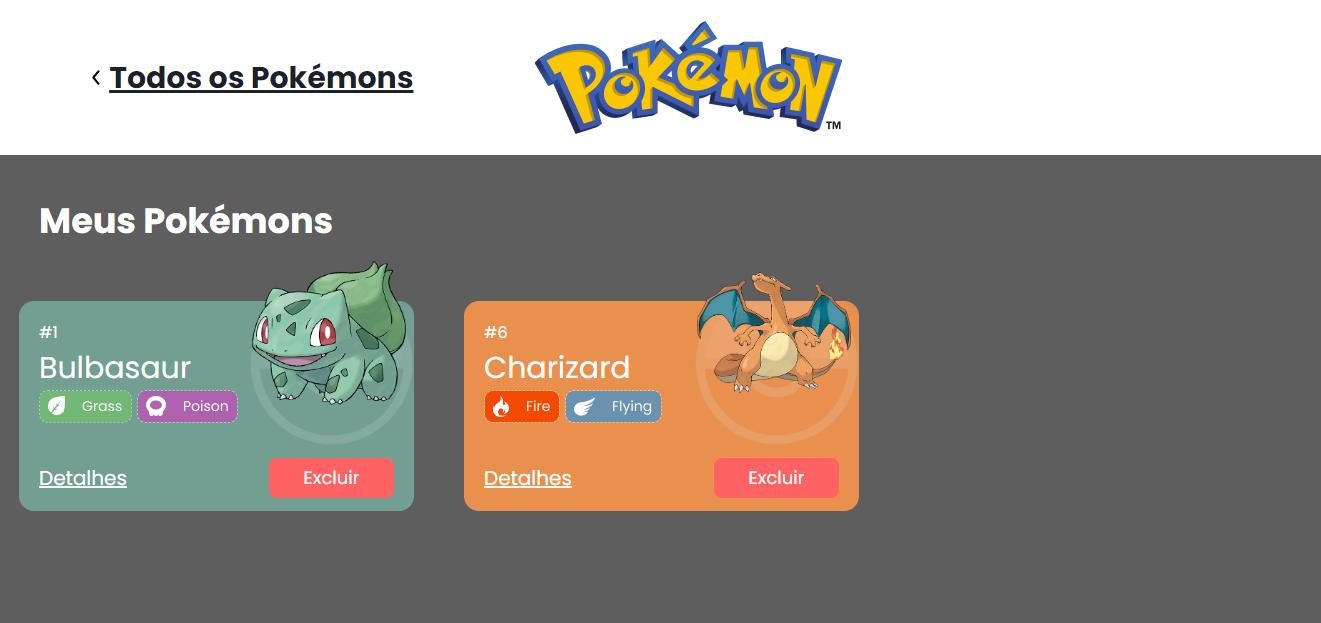 Todos os Pokémons
POKéMON
TM
Meus Pokémons
#1
Bulbasaur
Grass Poison
Detalhes Excluir
#6
Charizard
Fire Flying
Detalhes Excluir